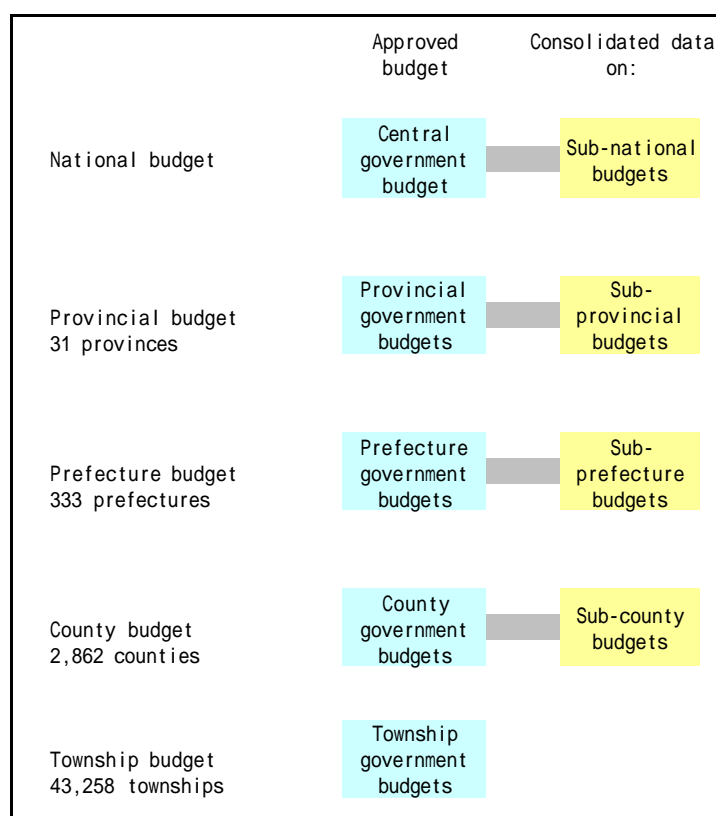 Approved
budget
Consolidated data
on:
National budget
Central
government
budget
Sub-national
budgets
Provincial budget
31 provinces
Provincial
government
budgets
Sub-
provincial
budgets
Prefecture budget
333 prefectures
Prefecture
government
budgets
Sub-
prefecture
budgets
County budget
2,862 counties
County
government
budgets
Sub-county
budgets
Township budget
43,258 townships
Township
government
budgets